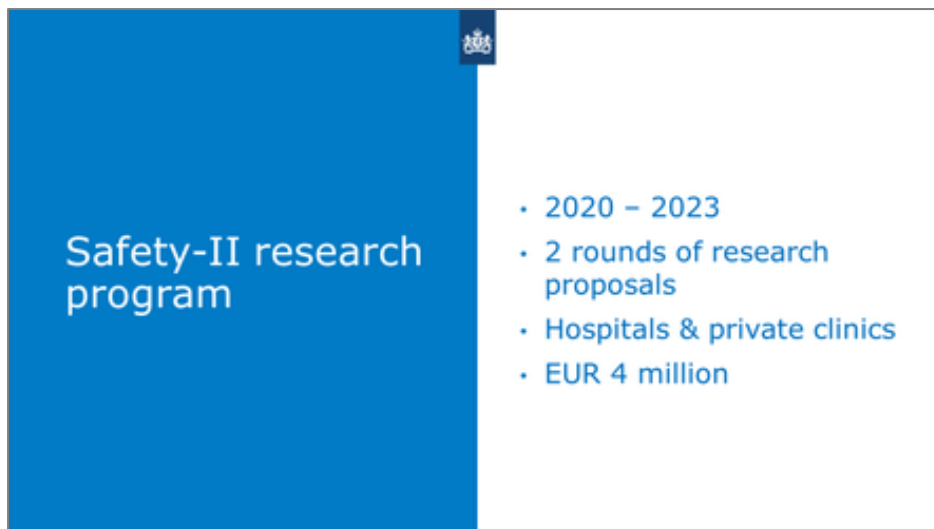 Safety-II research
program
• 2020 – 2023
• 2 rounds of research
proposals
• Hospitals & private clinics
• EUR 4 million